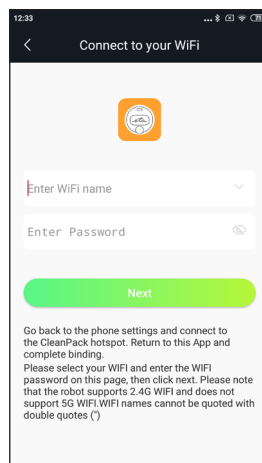 12:33
Connect to your WiFi
eta
Enter WiFi name
Enter Password
Next
Go back to the phone settings and connect to
the CleanPack hotspot. Return to this App and
complete binding.
Please select your WIFI and enter the WIFI
password on this page, then click next. Please note
that the robot supports 2.4G WIFI and does not
support 5G WIFI.WIFI names cannot be quoted with
double quotes (")